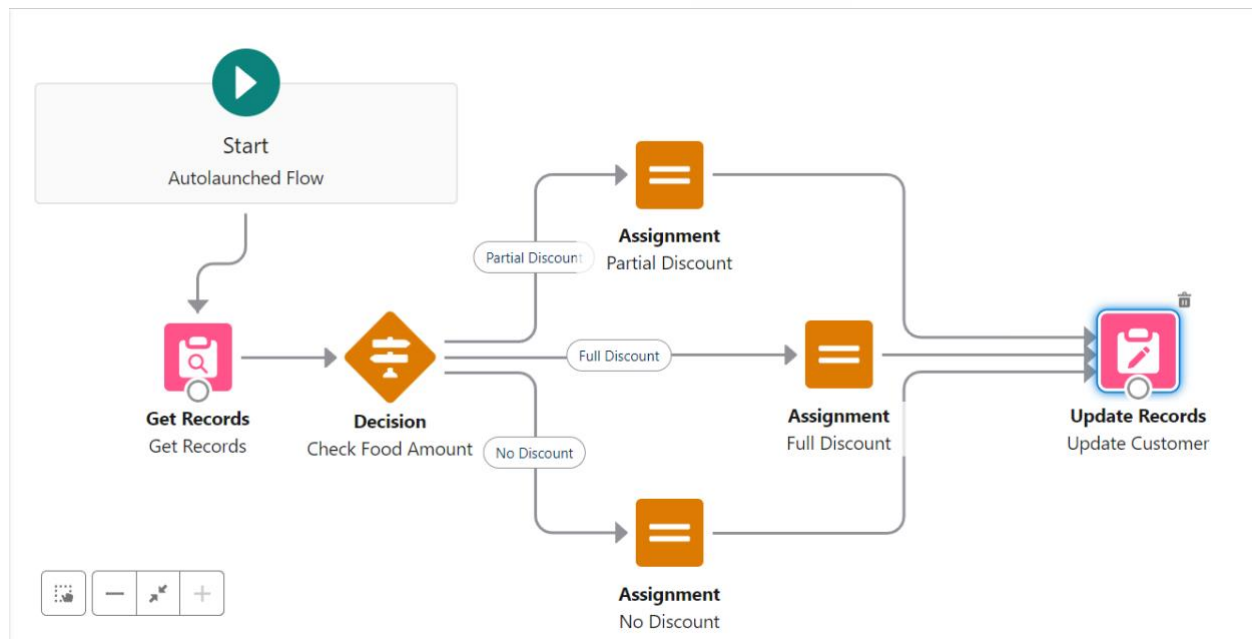 Start
Autolaunched Flow
Get Records
Get Records
Decision
Check Food Amount
Partial Discount
Full Discount
No Discount
Assignment
Partial Discount
Assignment
Full Discount
Assignment
No Discount
Update Records
Update Customer